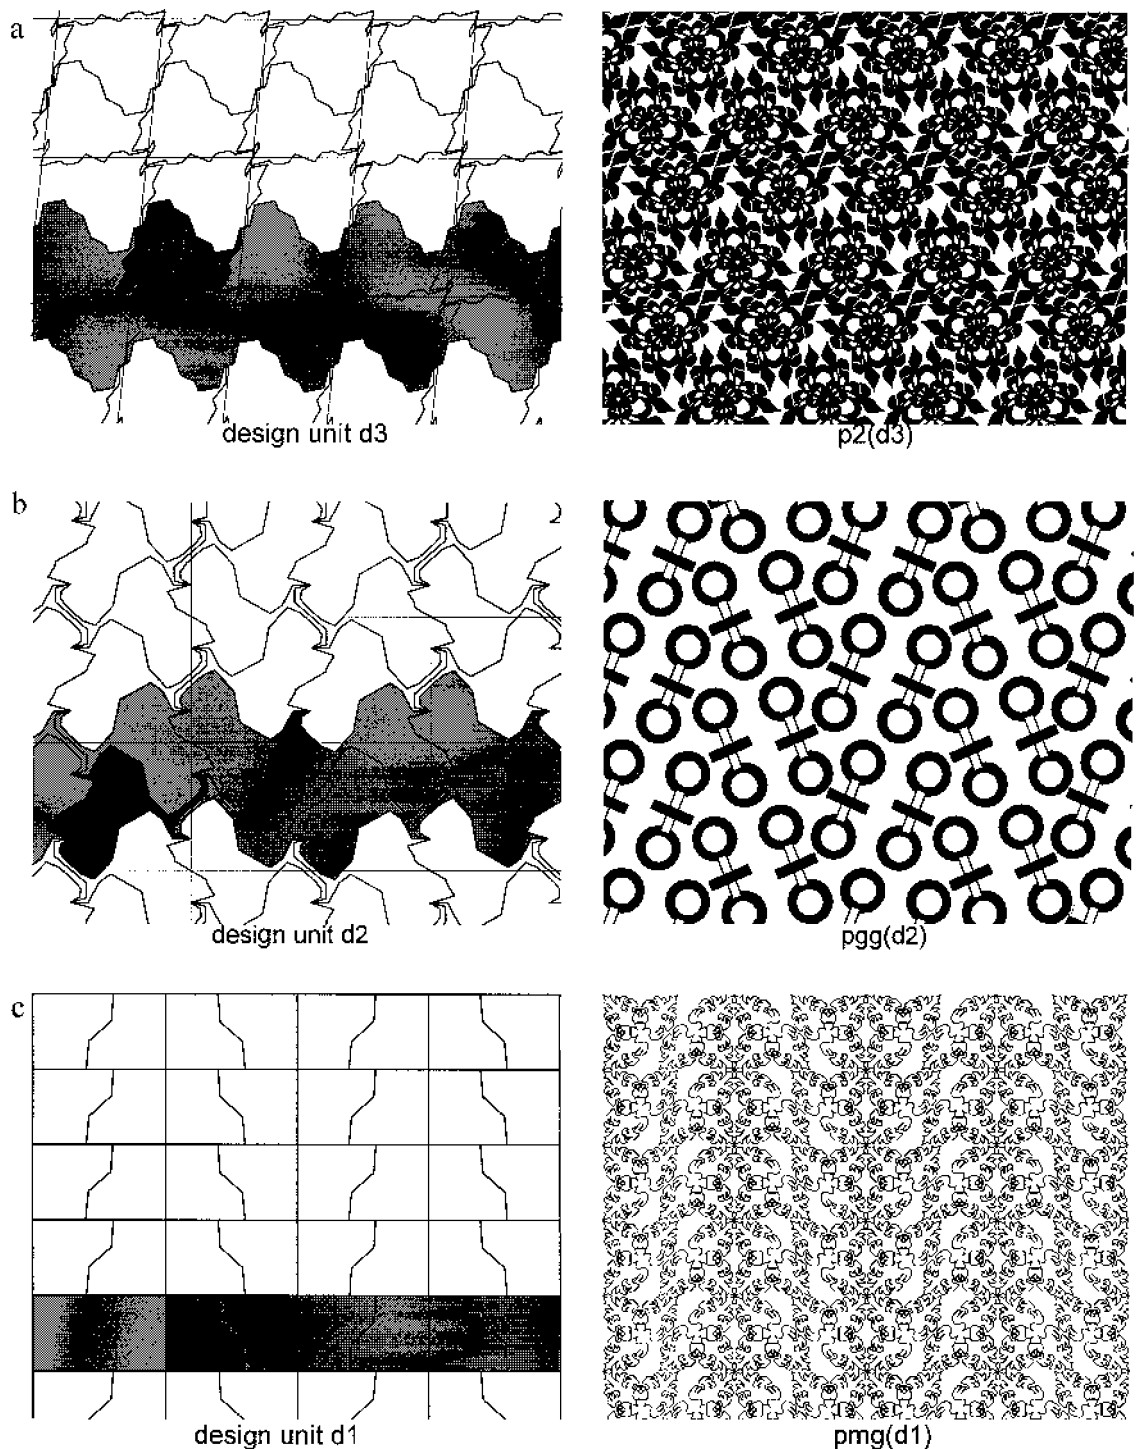 a
design unit d3
p2(d3)
b
design unit d2
pgg(d2)
c
design unit d1
pmg(d1)